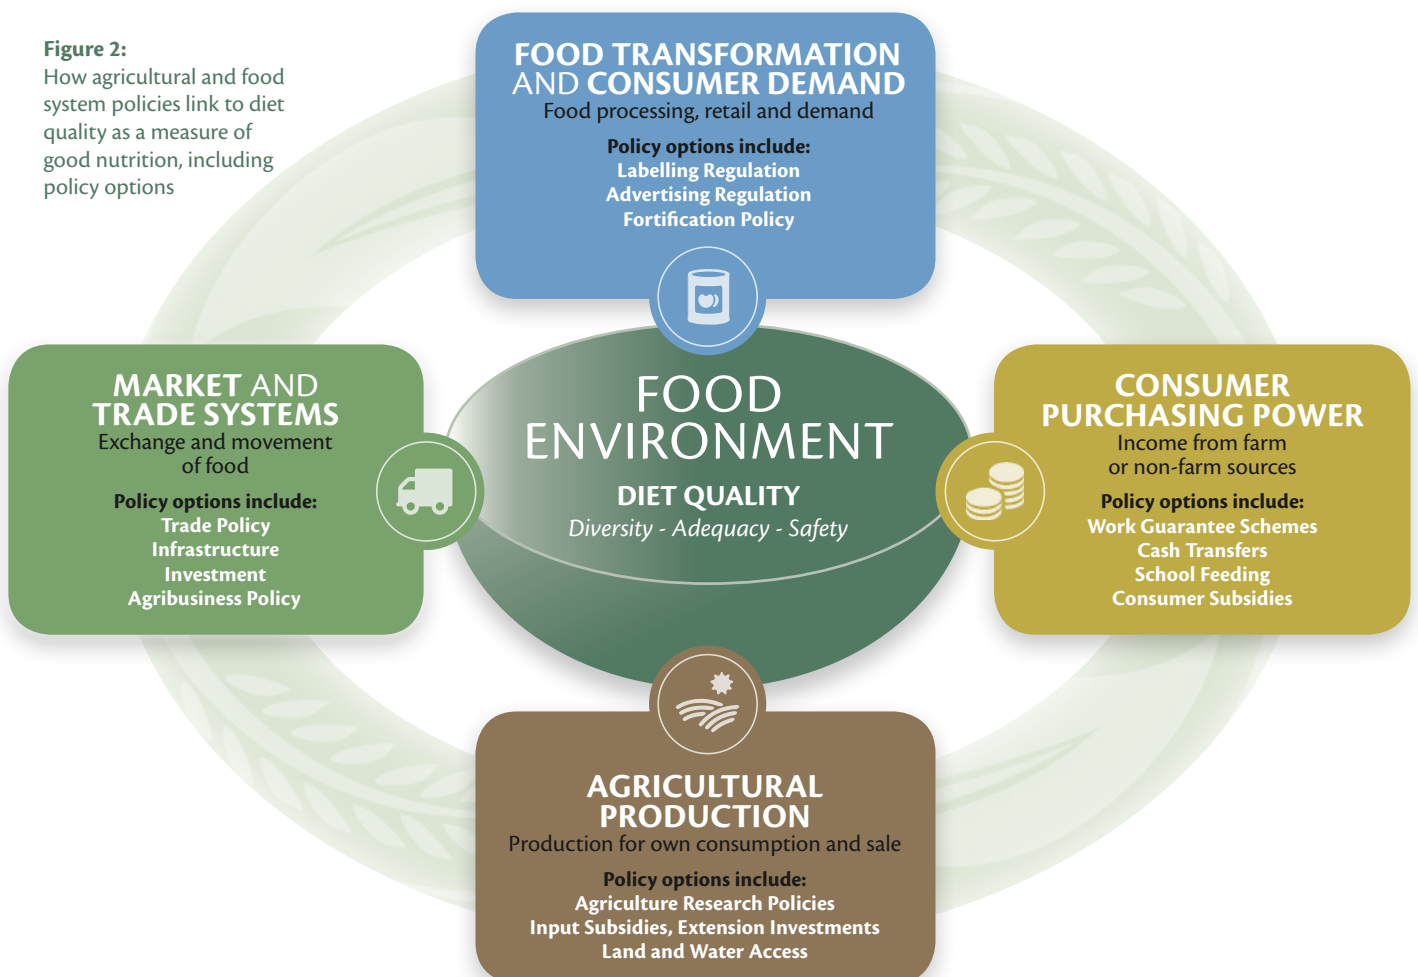 Figure 2:
How agricultural and food
system policies link to diet
quality as a measure of
good nutrition, including
policy options
FOOD TRANSFORMATION
AND CONSUMER DEMAND
Food processing, retail and demand
Policy options include:
Labelling Regulation
Advertising Regulation
Fortification Policy
MARKET AND
TRADE SYSTEMS
Exchange and movement
of food
Policy options include:
Trade Policy
Infrastructure
Investment
Agribusiness Policy
FOOD
ENVIRONMENT
DIET QUALITY
Diversity - Adequacy - Safety
CONSUMER
PURCHASING POWER
Income from farm
or non-farm sources
Policy options include:
Work Guarantee Schemes
Cash Transfers
School Feeding
Consumer Subsidies
AGRICULTURAL
PRODUCTION
Production for own consumption and sale
Policy options include:
Agriculture Research Policies
Input Subsidies, Extension Investments
Land and Water Access